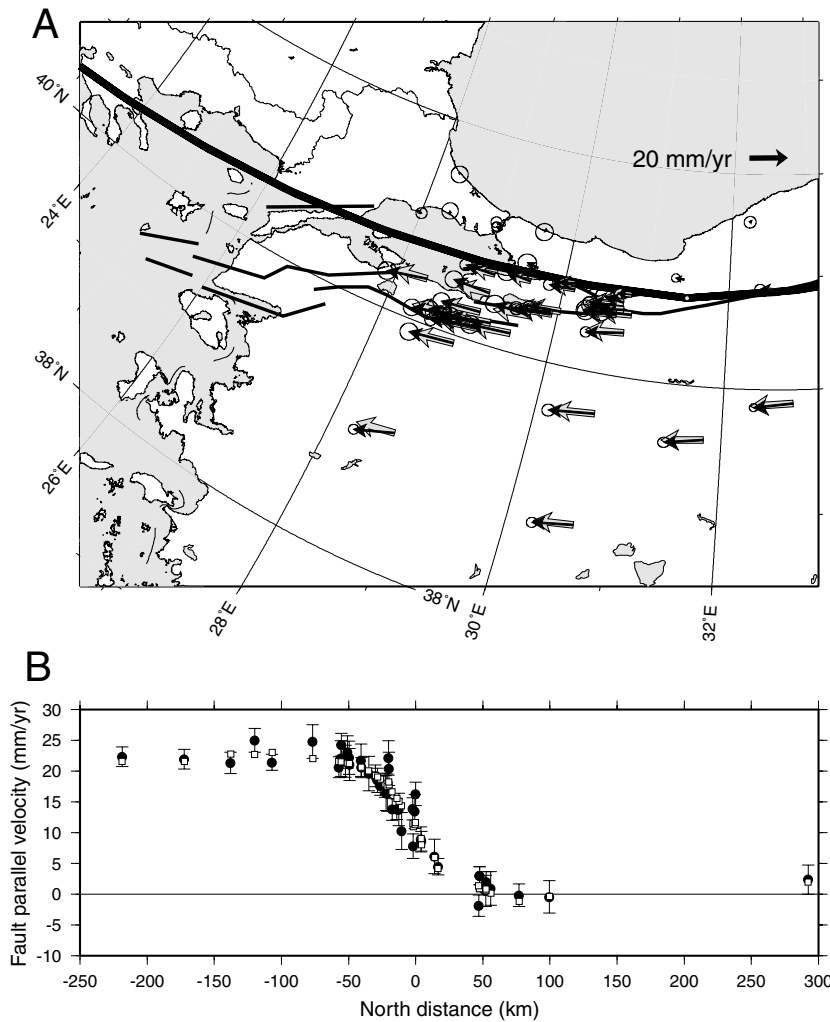 A
40˚N
24˚E
38˚N
26˚E
20 mm/yr
28˚E
38˚N
30˚E
32˚E
B
Fault parallel velocity (mm/yr)
30
25
20
15
10
5
0
-5
-10
-250 -200 -150 -100 -50 0 50 100 150 200 250 300
North distance (km)